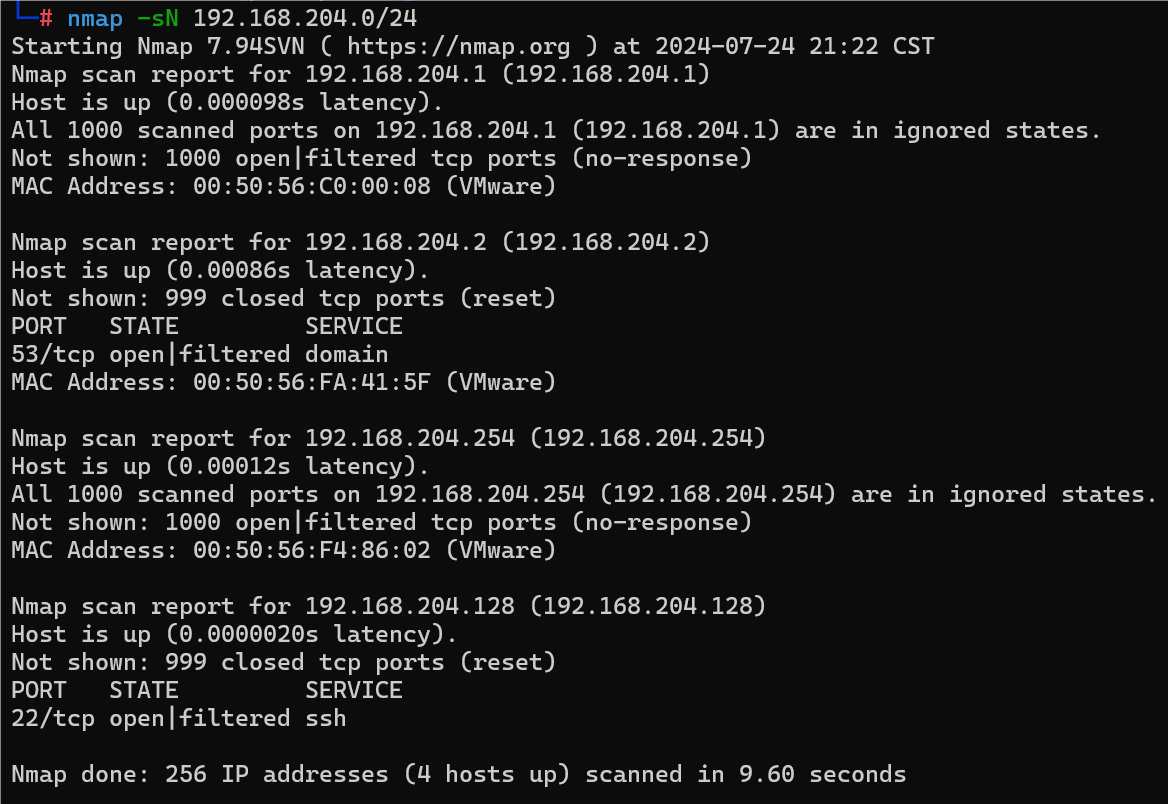 └─# nmap -sN 192.168.204.0/24
Starting Nmap 7.94SVN ( https://nmap.org ) at 2024-07-24 21:22 CST
Nmap scan report for 192.168.204.1 (192.168.204.1)
Host is up (0.000098s latency).
All 1000 scanned ports on 192.168.204.1 (192.168.204.1) are in ignored states.
Not shown: 1000 open|filtered tcp ports (no-response)
MAC Address: 00:50:56:C0:00:08 (VMware)

Nmap scan report for 192.168.204.2 (192.168.204.2)
Host is up (0.00086s latency).
Not shown: 999 closed tcp ports (reset)
PORT   STATE         SERVICE
53/tcp open|filtered domain
MAC Address: 00:50:56:FA:41:5F (VMware)

Nmap scan report for 192.168.204.254 (192.168.204.254)
Host is up (0.00012s latency).
All 1000 scanned ports on 192.168.204.254 (192.168.204.254) are in ignored states.
Not shown: 1000 open|filtered tcp ports (no-response)
MAC Address: 00:50:56:F4:86:02 (VMware)

Nmap scan report for 192.168.204.128 (192.168.204.128)
Host is up (0.0000020s latency).
Not shown: 999 closed tcp ports (reset)
PORT   STATE         SERVICE
22/tcp open|filtered ssh

Nmap done: 256 IP addresses (4 hosts up) scanned in 9.60 seconds